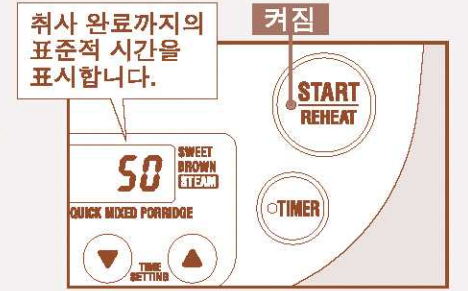 취사 완료까지의
표준적 시간을
표시합니다.
켜짐
START
REHEAT
50
SWEET
BROWN
STEAM
QUICK MIXED PORRIDGE
TIMER
TIME
SETTING